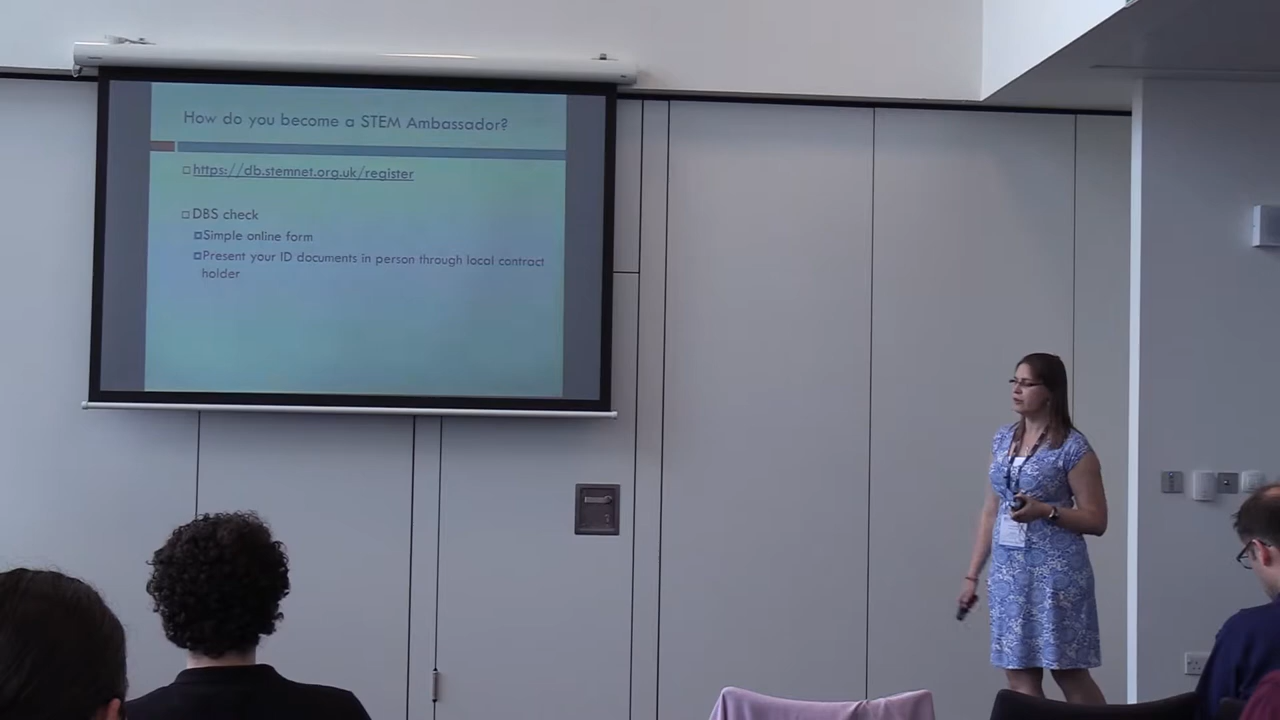 How do you become a STEM Ambassador?
https://db.stemnet.org.uk/register
DBS check
Simple online form
Present your ID documents in person through local contract
holder